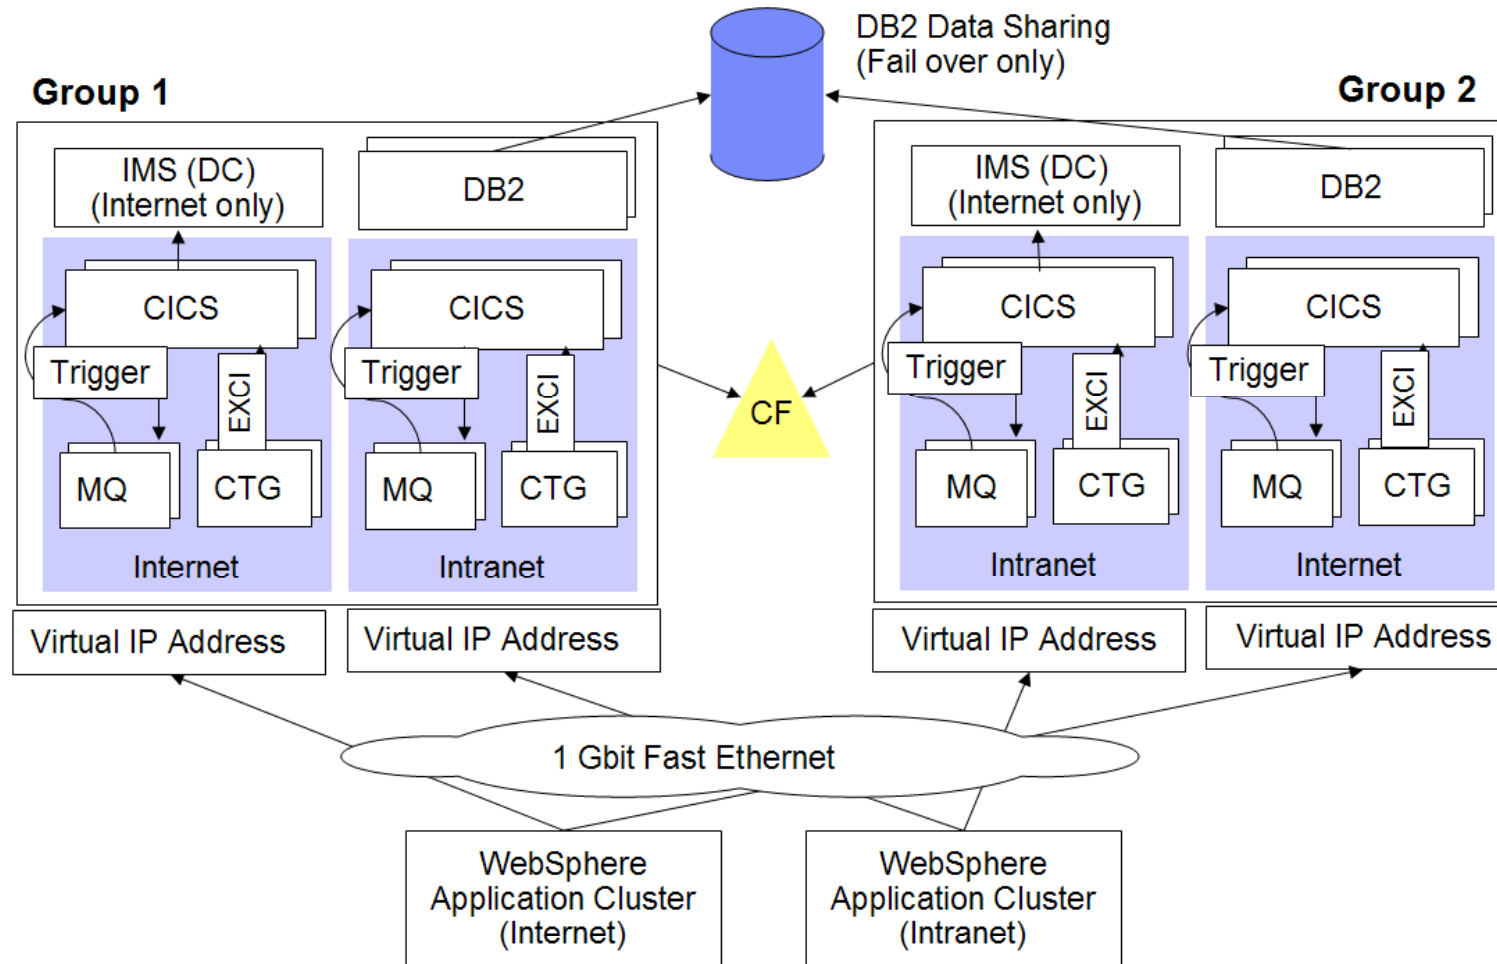 DB2 Data Sharing
(Fail over only)
Group 1
Group 2
IMS (DC)
(Internet only)
DB2
IMS (DC)
(Internet only)
DB2
CICS
CICS
CICS
CICS
Trigger
EXCI
Trigger
EXCI
CF
Trigger
EXCI
Trigger
EXCI
MQ
CTG
MQ
CTG
MQ
CTG
MQ
CTG
Internet
Intranet
Intranet
Internet
Virtual IP Address
Virtual IP Address
Virtual IP Address
Virtual IP Address
1 Gbit Fast Ethernet
WebSphere
Application Cluster
(Internet)
WebSphere
Application Cluster
(Intranet)